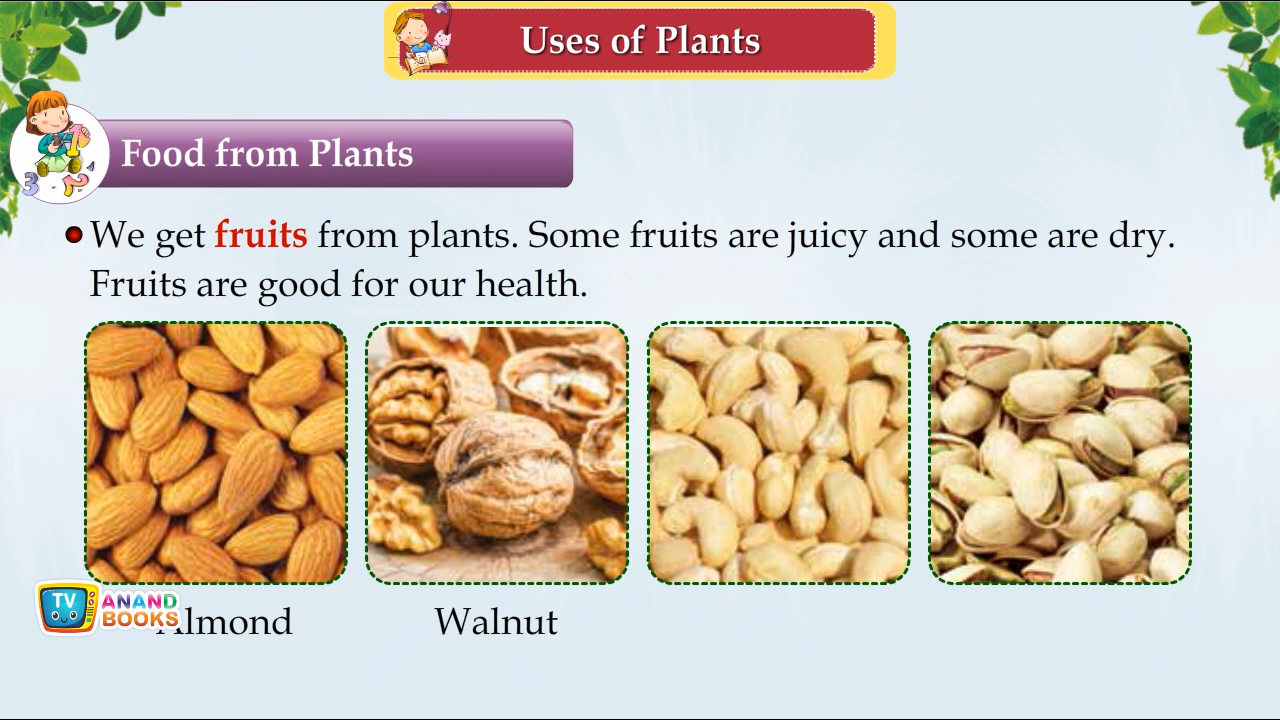 Uses of Plants
Food from Plants
We get fruits from plants. Some fruits are juicy and some are dry.
Fruits are good for our health.
TV ANAND
BOOKS
Almond Walnut